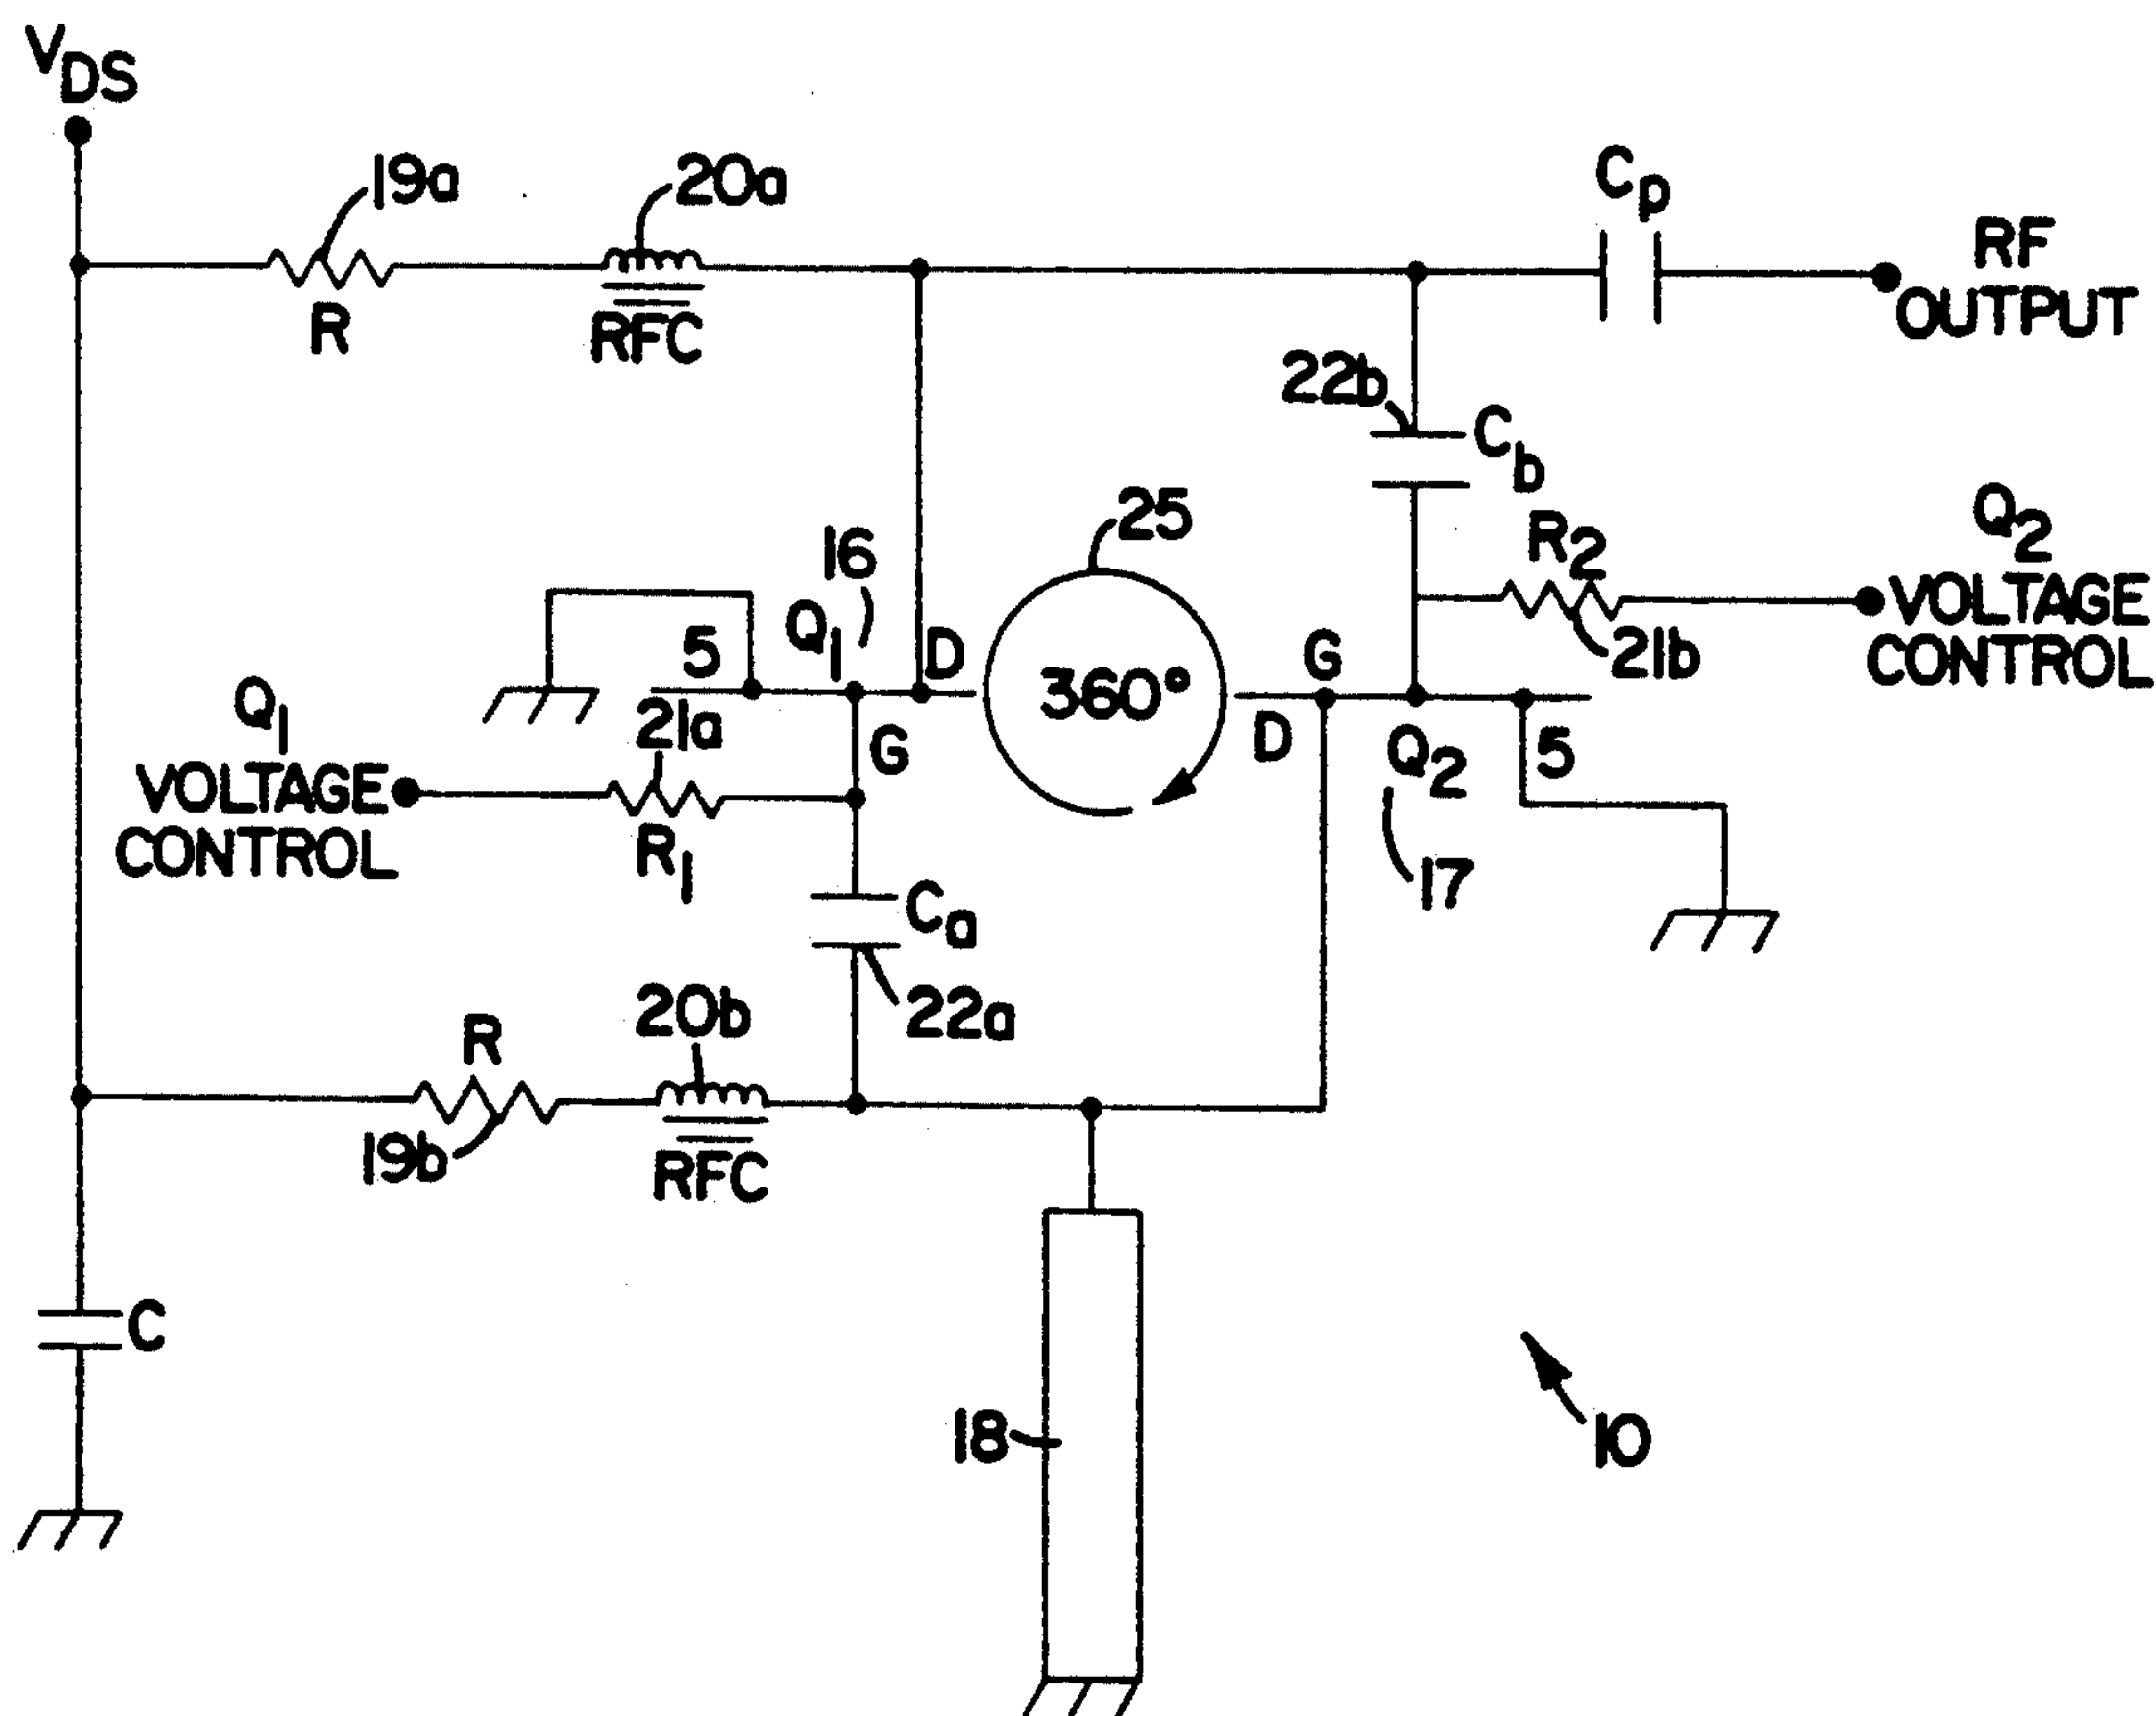 VDS
19a
20a
Cp
RF
OUTPUT
R
RFC
22b
Cb
25
Q2
R2
VOLTAGE
CONTROL
16
Q1
5
D
360°
G
21b
Q1
21a
G
D
Q2
5
VOLTAGE
CONTROL
R1
17
Ca
22a
R
20b
19b
RFC
C
18
10